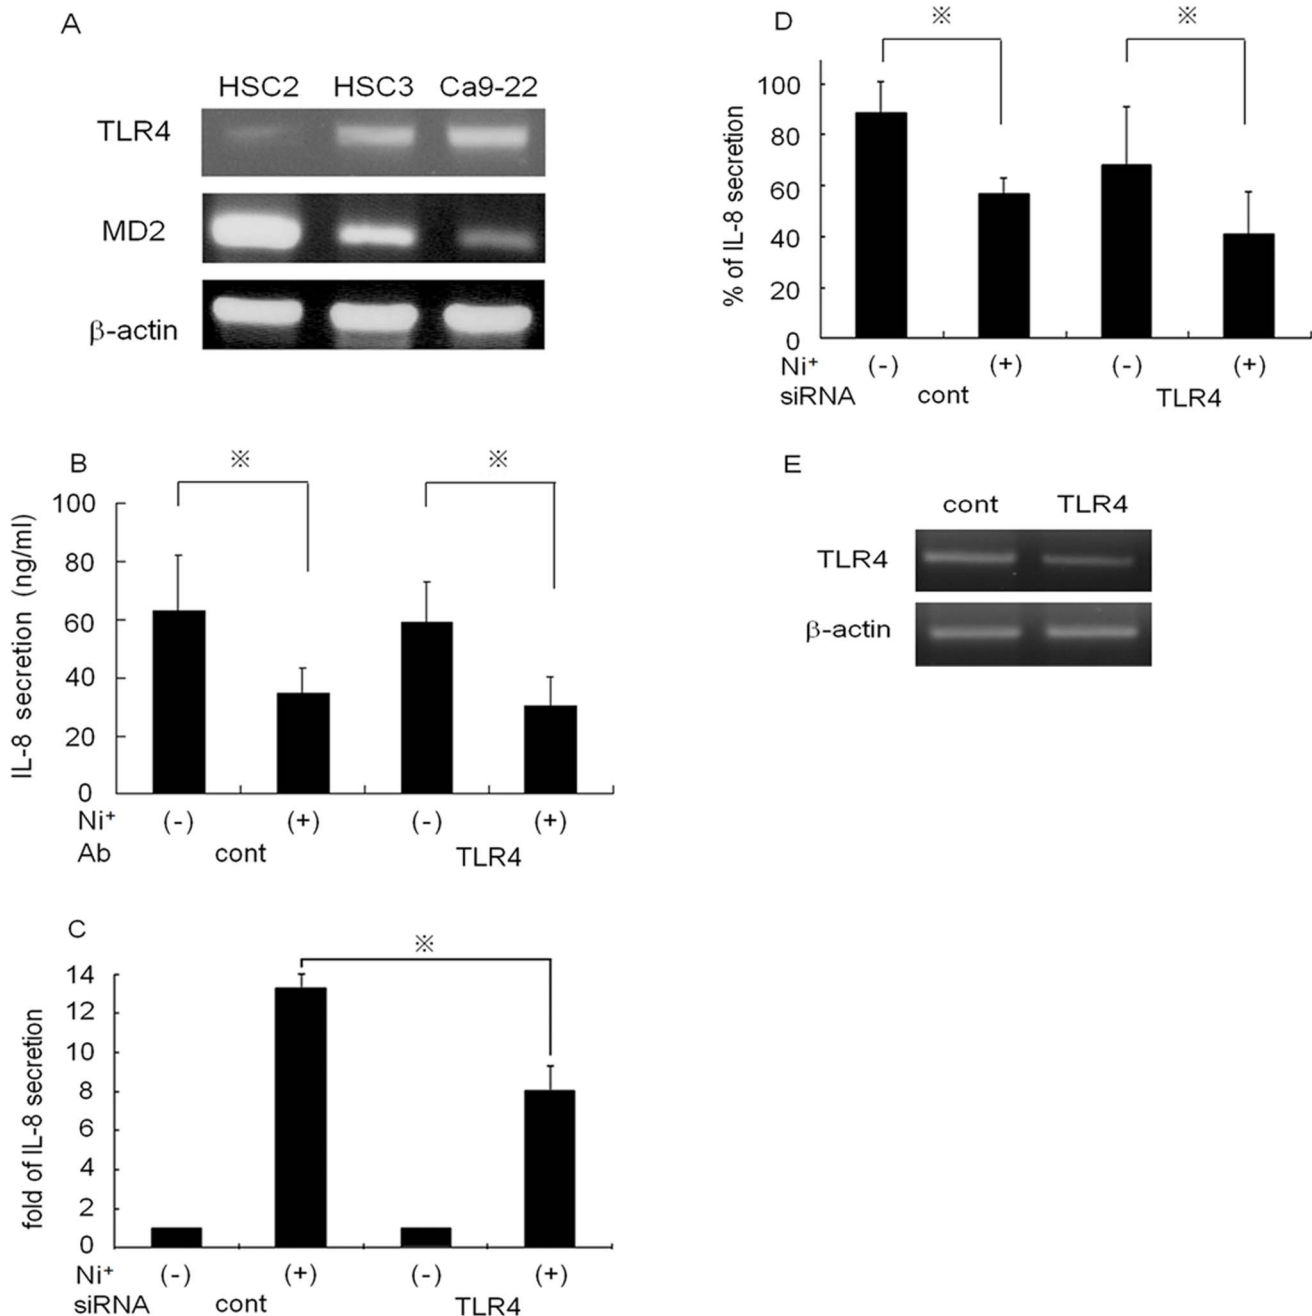 A
HSC2 HSC3 Ca9-22
TLR4
MD2
β-actin
B
※ ※
IL-8 secretion (ng/ml)
100
80
60
40
20
0
Ni⁺ (-) (+) (-) (+)
Ab cont TLR4
C
※
fold of IL-8 secretion
14
12
10
8
6
4
2
0
Ni⁺ (-) (+) (-) (+)
siRNA cont TLR4
D
※ ※
% of IL-8 secretion
100
80
60
40
20
0
Ni⁺ (-) (+) (-) (+)
siRNA cont TLR4
E
cont TLR4
TLR4
β-actin